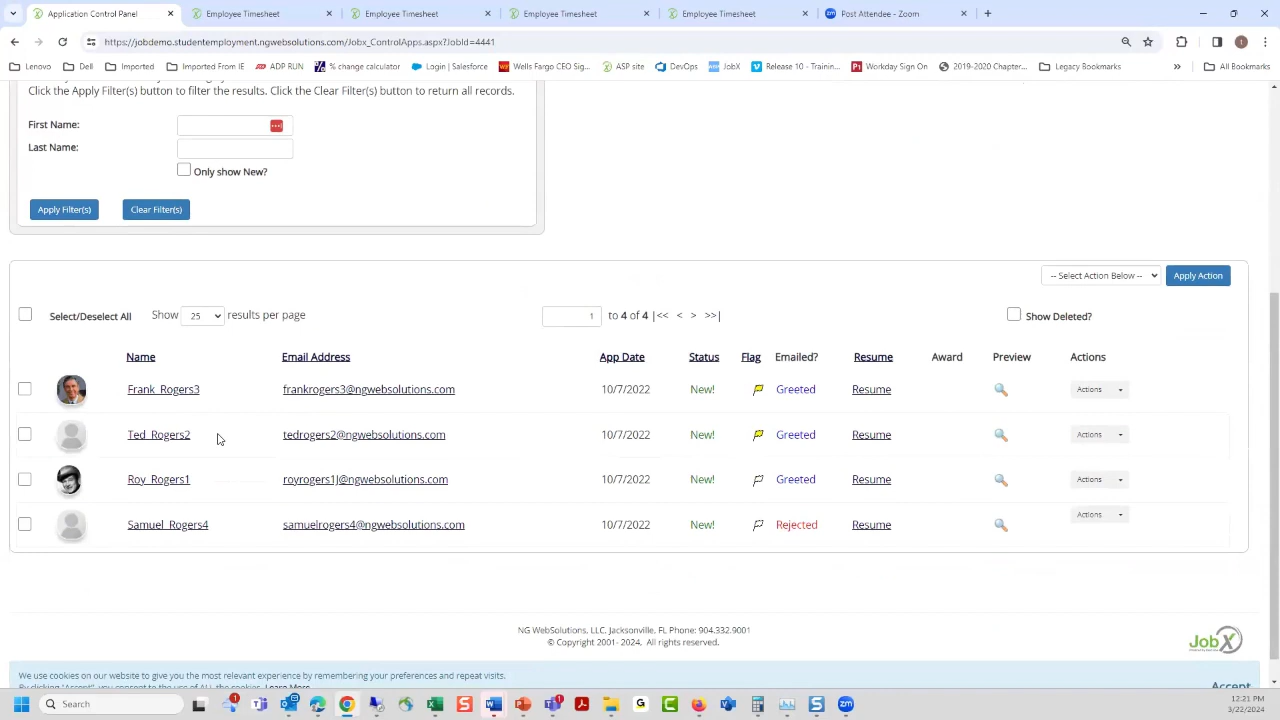 Application Control Panel
Employee Timesheet
Employee Timesheet
Employee Timesheet
Employee Timesheet
Post Attendee - Zoom
https://jobdemo.studentemployment.ngwebsolutions.com/Jobx_ControlApps.aspx?JobId=4441
Lenovo Dell Imported Imported From IE ADP RUN % change calculator Login | Salesforce Wells Fargo CEO Sig... ASP site DevOps JobX Release 10 - Trainin... Workday Sign On 2019-2020 Chapter... Legacy Bookmarks » All Bookmarks
Click the Apply Filter(s) button to filter the results. Click the Clear Filter(s) button to return all records.
First Name:
Last Name:
Only show New?
Apply Filter(s) Clear Filter(s)
-- Select Action Below -- Apply Action
Select/Deselect All Show 25 results per page 1 to 4 of 4 |<< < > >>| Show Deleted?
Name Email Address App Date Status Flag Emailed? Resume Award Preview Actions
Frank Rogers3 frankrogers3@ngwebsolutions.com 10/7/2022 New! Greeted Resume Actions
Ted Rogers2 tedrogers2@ngwebsolutions.com 10/7/2022 New! Greeted Resume Actions
Roy Rogers1 royrogers1J@ngwebsolutions.com 10/7/2022 New! Greeted Resume Actions
Samuel Rogers4 samuelrogers4@ngwebsolutions.com 10/7/2022 New! Rejected Resume Actions
NG WebSolutions, LLC, Jacksonville, FL Phone: 904.332.9001
© Copyright 2001- 2024, All rights reserved.
JobX
We use cookies on our website to give you the most relevant experience by remembering your preferences and repeat visits.
By clicking "Accept", you consent to the use of ALL the cookies. Learn More
Accept
Search
12:21 PM
3/22/2024